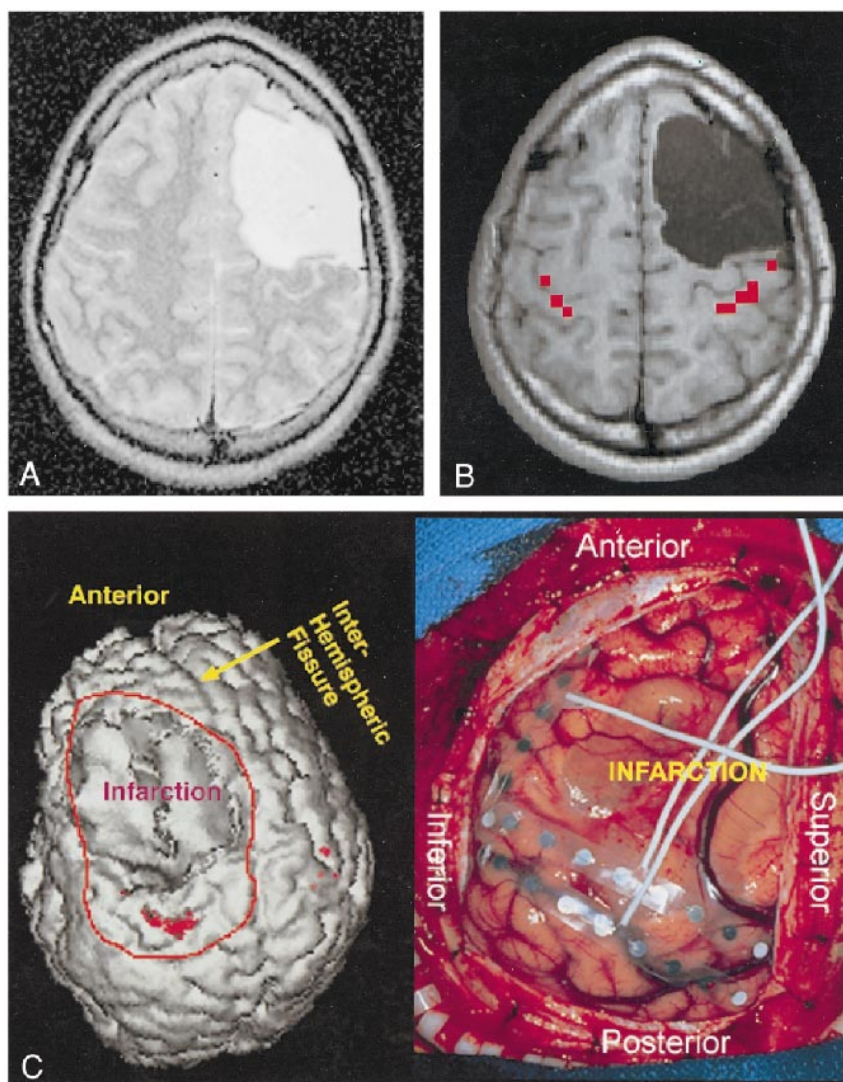 A
B
Anterior
Inter-
Hemispheric
Fissure
Infarction
C
Anterior
INFARCTION
Inferior
Superior
Posterior